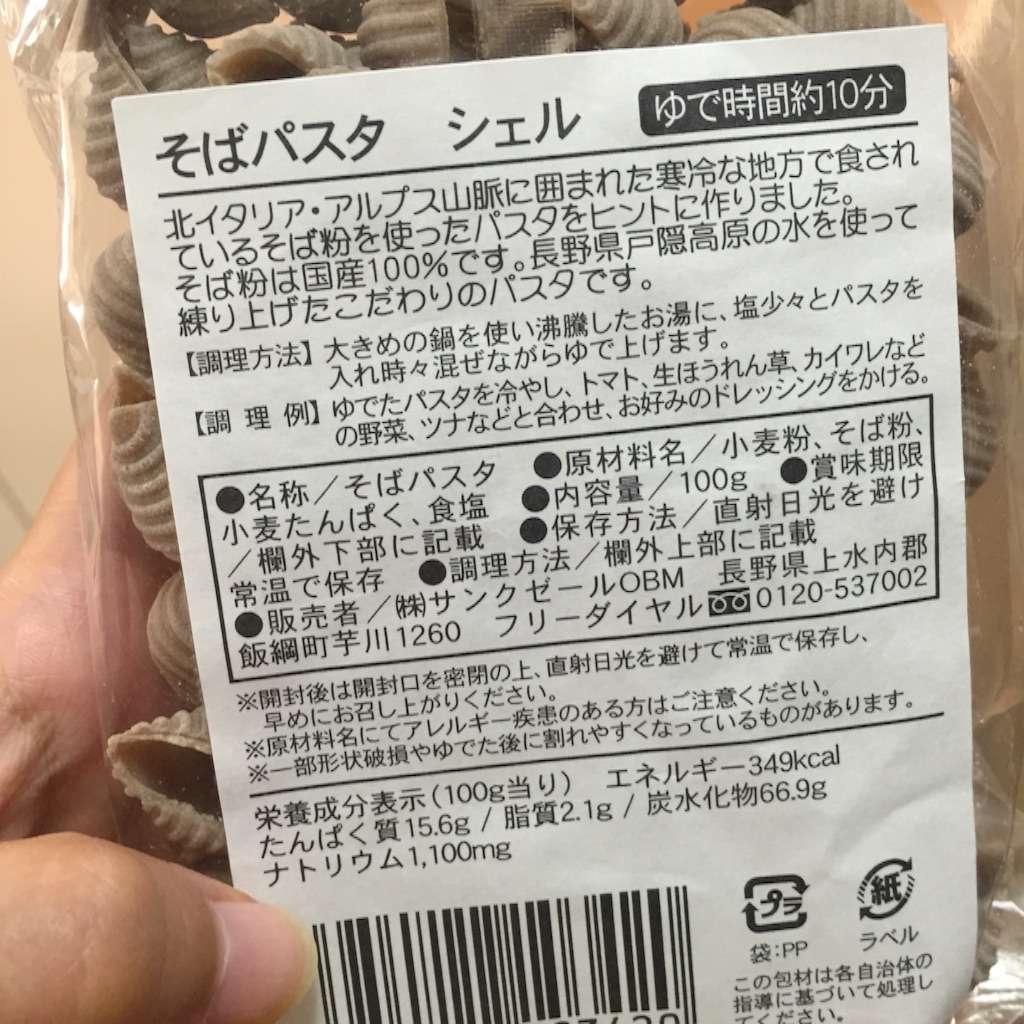 そばパスタ シェル ゆで時間約10分
北イタリア・アルプス山脈に囲まれた寒冷な地方で食され
ているそば粉を使ったパスタをヒントに作りました。
そば粉は国産100%です。長野県戸隠高原の水を使って
練り上げたこだわりのパスタです。
【調理方法】大きめの鍋を使い沸騰したお湯に、塩少々とパスタを
入れ時々混ぜながらゆで上げます。
【調理例】ゆでたパスタを冷やし、トマト、生ほうれん草、カイワレなど
の野菜、ツナなどと合わせ、お好みのドレッシングをかける。
●名称/そばパスタ ●原材料名/小麦粉、そば粉、
小麦たんぱく、食塩 ●内容量/100g ●賞味期限
/欄外下部に記載 ●保存方法/直射日光を避け
常温で保存 ●調理方法/欄外上部に記載
●販売者/㈱サンクゼールOBM 長野県上水内郡
飯綱町芋川1260 フリーダイヤル 0120-537002
※開封後は開封口を密閉の上、直射日光を避けて常温で保存し、
早めにお召し上がりください。
※原材料名にてアレルギー疾患のある方はご注意ください。
※一部形状破損やゆでた後に割れやすくなっているものがあります。
栄養成分表示(100g当り) エネルギー349kcal
たんぱく質15.6g / 脂質2.1g / 炭水化物66.9g
ナトリウム1,100mg
プラ 紙
袋:PP ラベル
この包材は各自治体の
指導に基づいて処理し
てください。